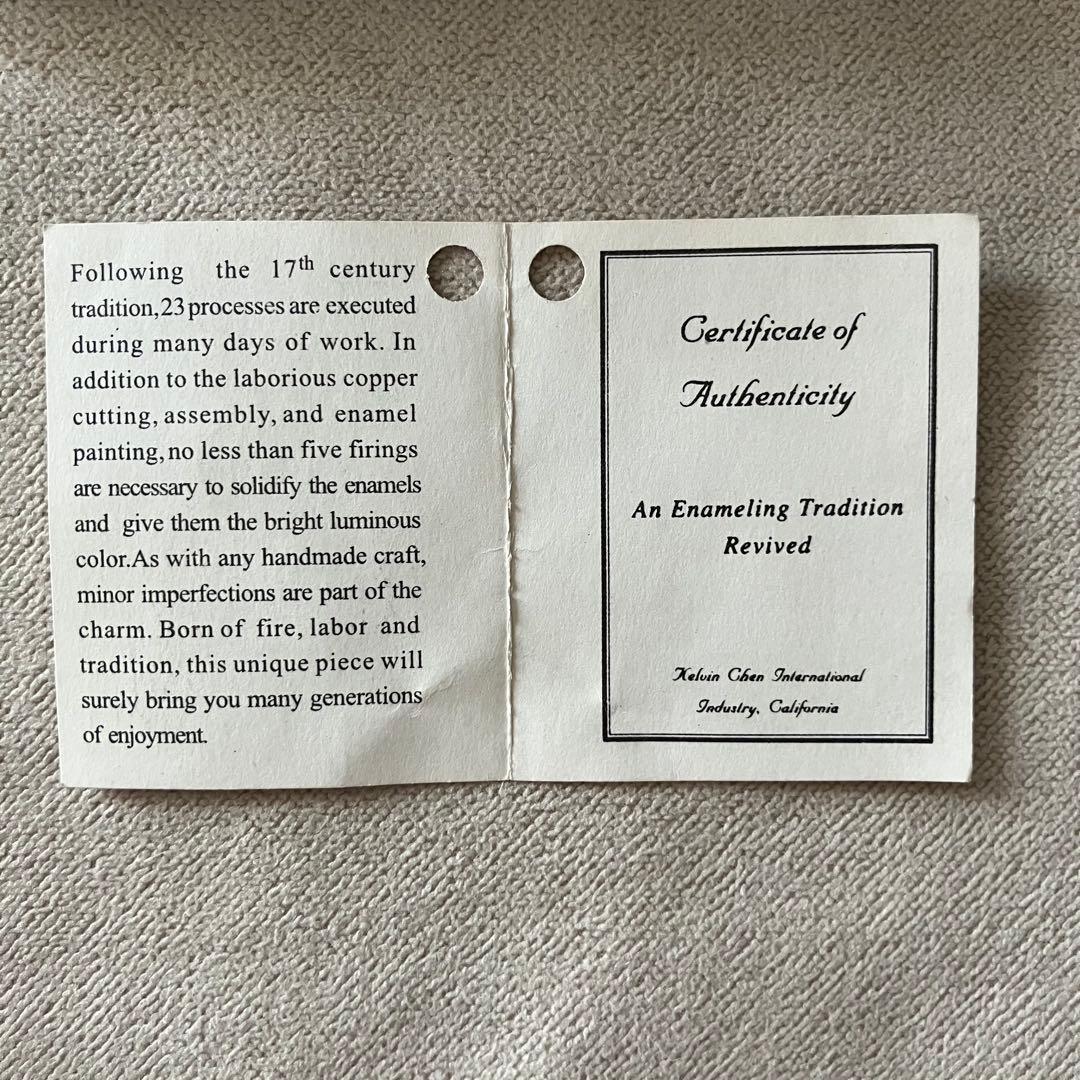 Following the 17th century
tradition,23 processes are executed
during many days of work. In
addition to the laborious copper
cutting, assembly, and enamel
painting, no less than five firings
are necessary to solidify the enamels
and give them the bright luminous
color.As with any handmade craft,
minor imperfections are part of the
charm. Born of fire, labor and
tradition, this unique piece will
surely bring you many generations
of enjoyment.
Certificate of
Authenticity
An Enameling Tradition
Revived
Kelvin Chen International
Industry, California